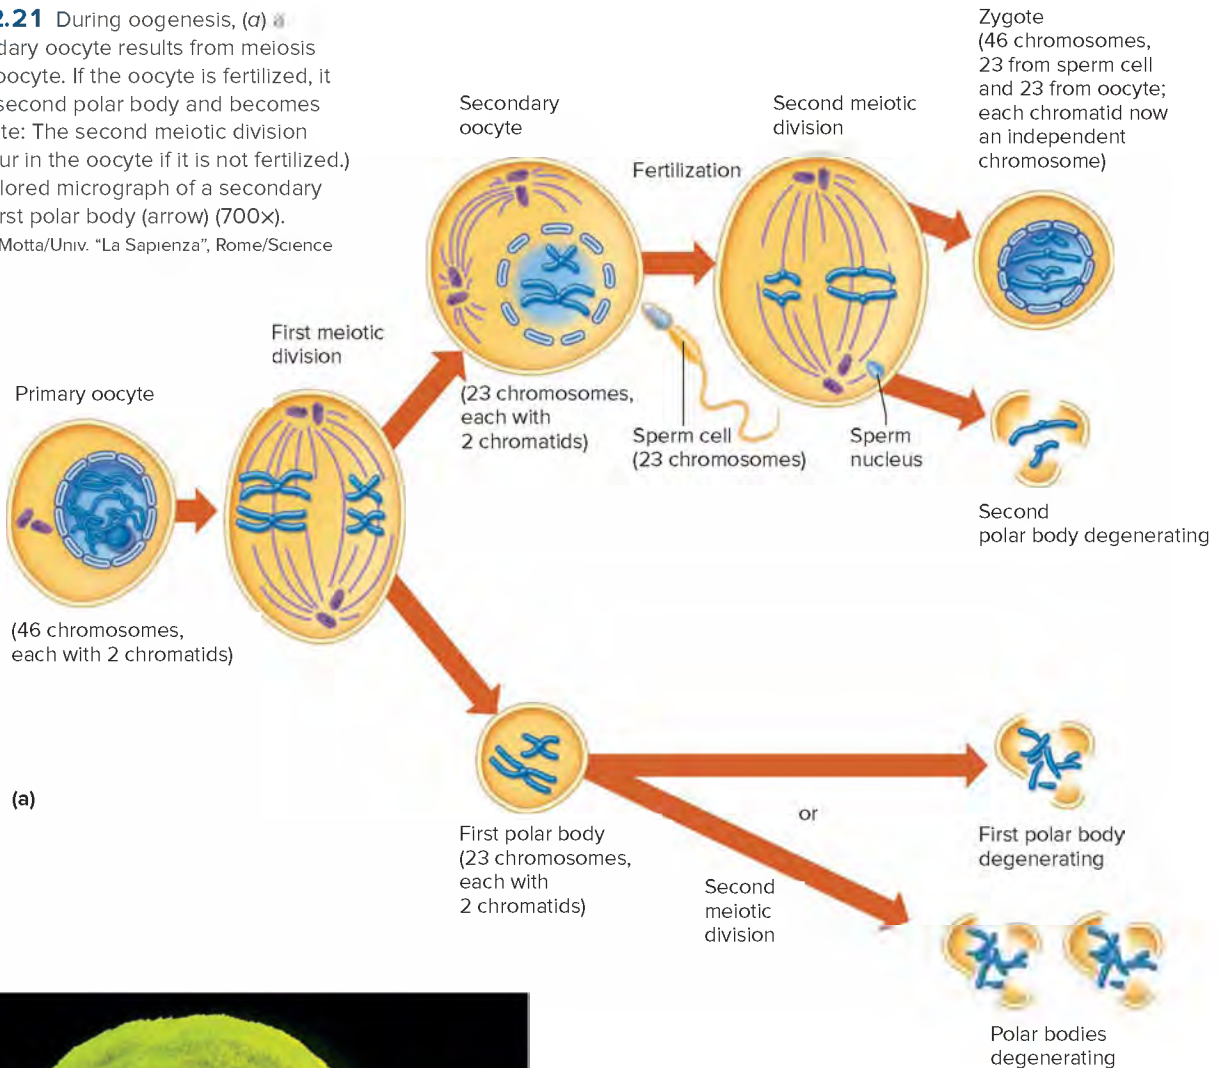 2.21 During oogenesis, (a) a
dary oocyte results from meiosis
oocyte. If the oocyte is fertilized, it
second polar body and becomes
te: The second meiotic division
ur in the oocyte if it is not fertilized.)
lored micrograph of a secondary
rst polar body (arrow) (700×).
Motta/Univ. “La Sapienza”, Rome/Science
Primary oocyte
(46 chromosomes,
each with 2 chromatids)
First meiotic
division
Secondary
oocyte
(23 chromosomes,
each with
2 chromatids)
Fertilization
Sperm cell
(23 chromosomes)
Second meiotic
division
Sperm
nucleus
Zygote
(46 chromosomes,
23 from sperm cell
and 23 from oocyte;
each chromatid now
an independent
chromosome)
Second
polar body degenerating
First polar body
(23 chromosomes,
each with
2 chromatids)
or
Second
meiotic
division
First polar body
degenerating
Polar bodies
degenerating
(a)